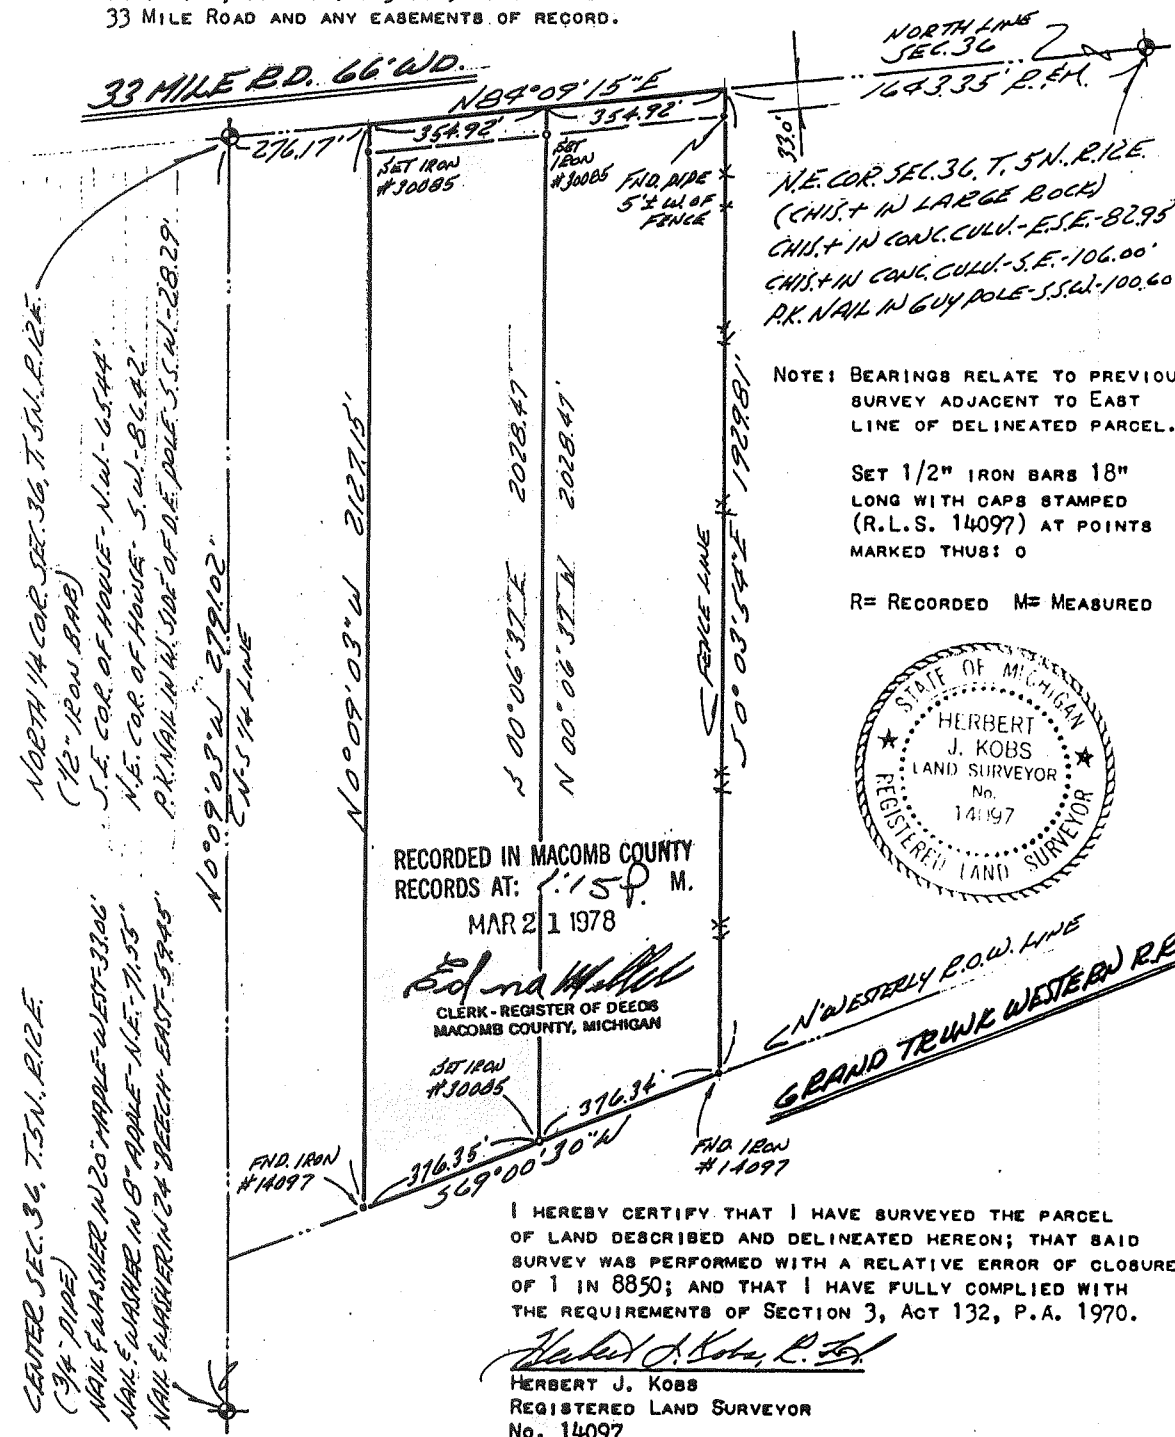 33 MILE ROAD AND ANY EASEMENTS OF RECORD.
33 MILE RD. 66' WD.
NORTH LINE
SEC. 36
1643.35' R.&M.
N84°09'15"E
276.17'
354.92'
354.92'
33.0'
SET IRON
#30085
SET
IRON
#30085
FND. PIPE
5'± W. OF
FENCE
N.E. COR. SEC. 36, T. 5N., R.12E.
(CHIS. + IN LARGE ROCK)
CHIS. + IN CONC. CULV. - E.S.E. - 82.95'
CHIS. + IN CONC. CULV. - S.E. - 106.00'
P.K. NAIL IN GUY POLE - S.S.W. - 100.60
NORTH 1/4 COR. SEC. 36, T. 5N., R.12E.
(1/2" IRON BAR)
S.E. COR. OF HOUSE - N.W. - 65.44'
N.E. COR. OF HOUSE - S.W. - 86.42'
P.K. NAIL IN W. SIDE OF D.E. POLE S.S.W. - 28.29'
N0°09'03"W 2791.02'
N-S 1/4 LINE
N0°09'03"W 2127.15'
S 00°06'37"E 2028.47'
N 00°06'37"W 2028.47'
FENCE LINE
S0°03'54"E 1929.81'
NOTE: BEARINGS RELATE TO PREVIOU
SURVEY ADJACENT TO EAST
LINE OF DELINEATED PARCEL.
SET 1/2" IRON BARS 18"
LONG WITH CAPS STAMPED
(R.L.S. 14097) AT POINTS
MARKED THUS: O
R= RECORDED M= MEASURED
STATE OF MICHIGAN
HERBERT
J. KOBS
LAND SURVEYOR
No.
14097
REGISTERED LAND SURVEYOR
RECORDED IN MACOMB COUNTY
RECORDS AT: 1:15 P. M.
MAR 21 1978
Edna Miller
CLERK - REGISTER OF DEEDS
MACOMB COUNTY, MICHIGAN
SET IRON
#30085
N'WESTERLY R.O.W. LINE
GRAND TRUNK WESTERN R.R
376.34'
376.35'
S69°00'30"W
FND. IRON
#14097
FND. IRON
#14097
CENTER SEC. 36, T.5N., R.12E.
(3/4" PIPE)
NAIL & WASHER IN 20" MAPLE - WEST - 33.06'
NAIL & WASHER IN 8" APPLE - N.E. - 71.55'
NAIL & WASHER IN 24" BEECH - EAST - 59.45'
I HEREBY CERTIFY THAT I HAVE SURVEYED THE PARCEL
OF LAND DESCRIBED AND DELINEATED HEREON; THAT SAID
SURVEY WAS PERFORMED WITH A RELATIVE ERROR OF CLOSURE
OF 1 IN 8850; AND THAT I HAVE FULLY COMPLIED WITH
THE REQUIREMENTS OF SECTION 3, ACT 132, P.A. 1970.
Herbert J. Kobs, R.L.S.
HERBERT J. KOBS
REGISTERED LAND SURVEYOR
No. 14097